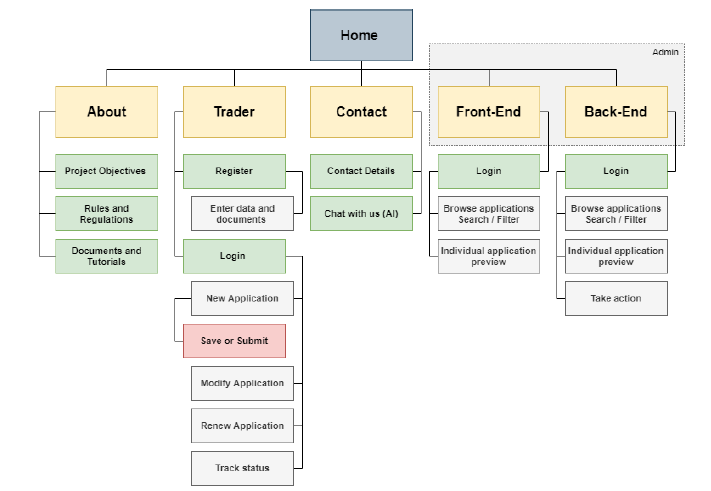 Home
Admin
About
Trader
Contact
Front-End
Back-End
Project Objectives
Rules and
Regulations
Documents and
Tutorials
Register
Enter data and
documents
Login
New Application
Save or Submit
Modify Application
Renew Application
Track status
Contact Details
Chat with us (AI)
Login
Browse applications
Search / Filter
Individual application
preview
Login
Browse applications
Search / Filter
Individual application
preview
Take action